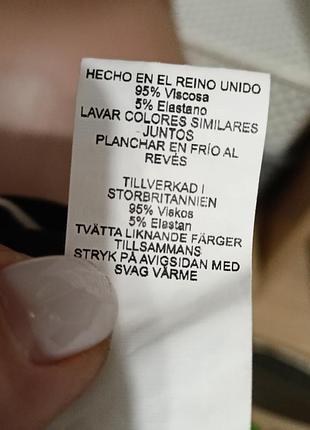 HECHO EN EL REINO UNIDO
95% Viscosa
5% Elastano
LAVAR COLORES SIMILARES
JUNTOS
PLANCHAR EN FRÍO AL
REVÉS
TILLVERKAD I
STORBRITANNIEN
95% Viskos
5% Elastan
TVÄTTA LIKNANDE FÄRGER
TILLSAMMANS
STRYK PÅ AVIGSIDAN MED
SVAG VÄRME